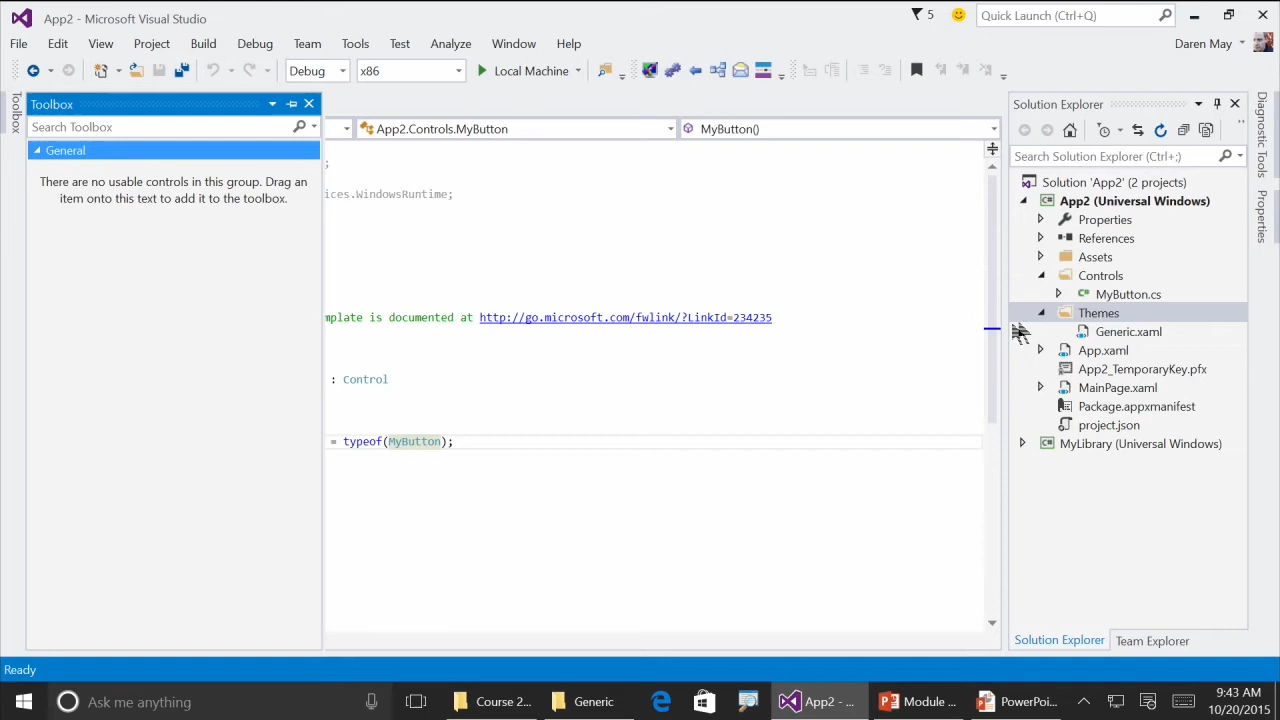 App2 - Microsoft Visual Studio
5
Quick Launch (Ctrl+Q)
File Edit View Project Build Debug Team Tools Test Analyze Window Help
Daren May
Debug
x86
Local Machine
Toolbox
Toolbox
Search Toolbox
General
There are no usable controls in this group. Drag an
item onto this text to add it to the toolbox.
App2.Controls.MyButton
MyButton()
;
ices.WindowsRuntime;
mplate is documented at http://go.microsoft.com/fwlink/?LinkId=234235
: Control
= typeof(MyButton);
Solution Explorer
Search Solution Explorer (Ctrl+;)
Solution 'App2' (2 projects)
App2 (Universal Windows)
Properties
References
Assets
Controls
MyButton.cs
Themes
Generic.xaml
App.xaml
App2_TemporaryKey.pfx
MainPage.xaml
Package.appxmanifest
project.json
MyLibrary (Universal Windows)
Solution Explorer
Team Explorer
Diagnostic Tools
Properties
Ready
Ask me anything
Course 2...
Generic
App2 - ...
Module ...
PowerPoi...
9:43 AM
10/20/2015